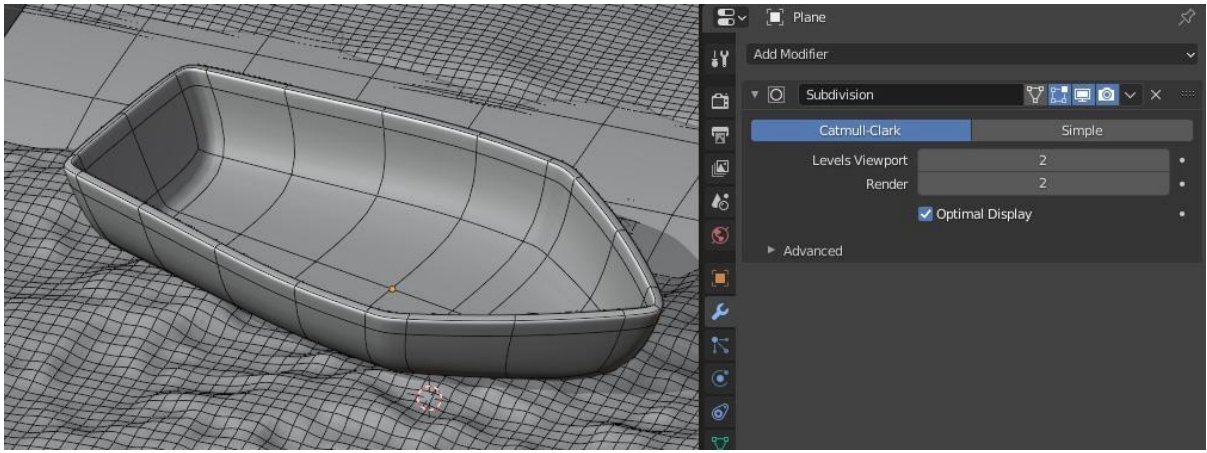 Plane
Add Modifier
Subdivision
Catmull-Clark Simple
Levels Viewport 2
Render 2
Optimal Display
Advanced